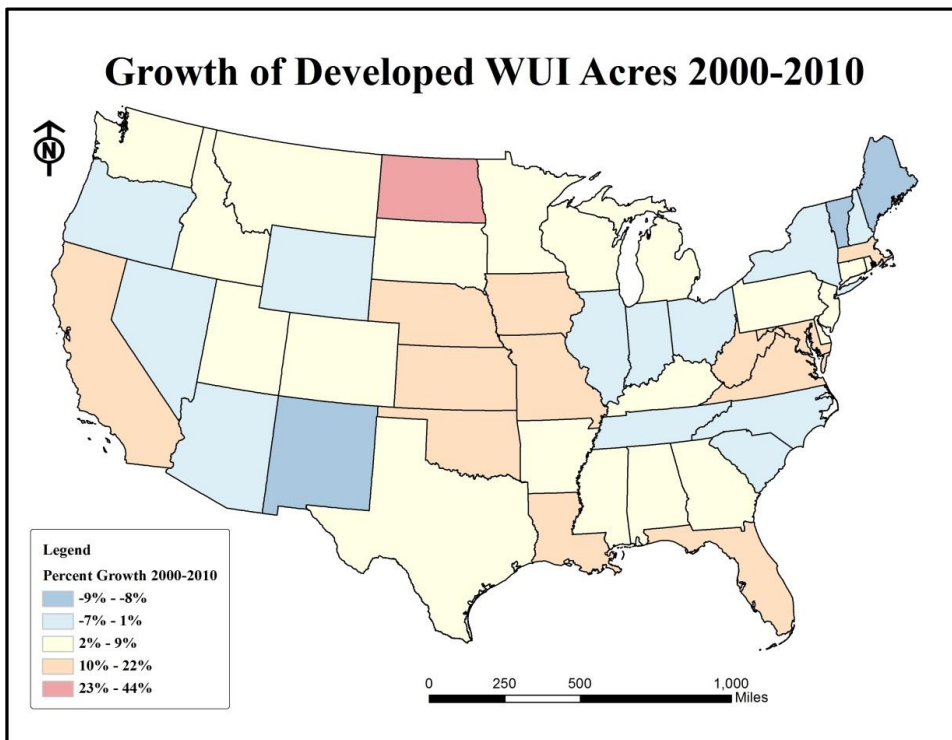 Growth of Developed WUI Acres 2000-2010
N
Legend
Percent Growth 2000-2010
-9% - -8%
-7% - 1%
2% - 9%
10% - 22%
23% - 44%
0 250 500 1,000
Miles